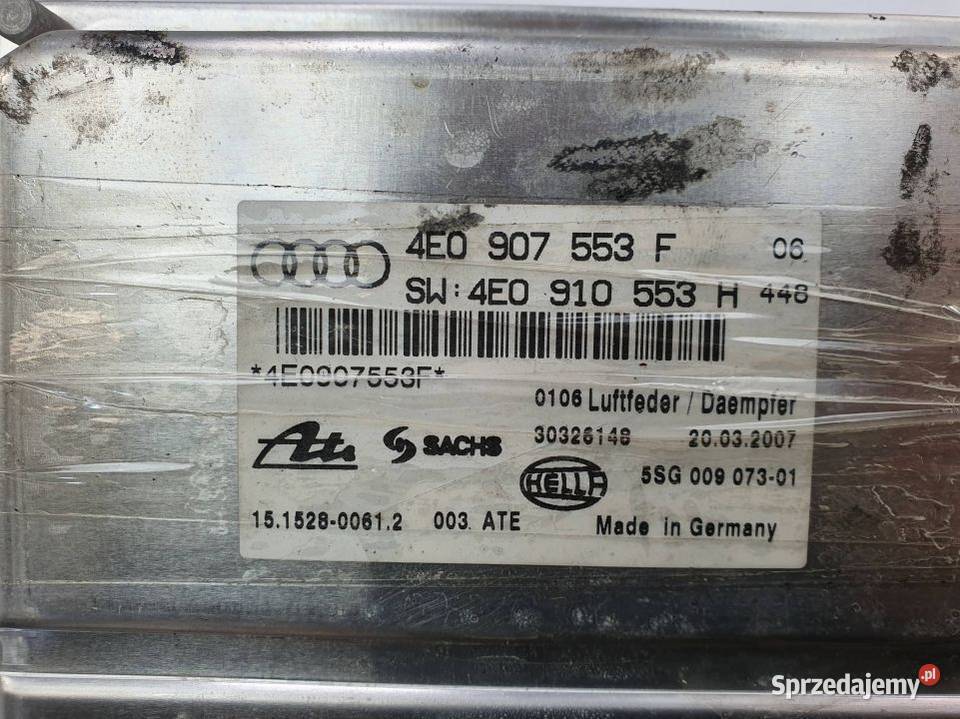 4E0 907 553 F 06
SW: 4E0 910 553 H 448
*4E0907553F*
0106 Luftfeder / Daempfer
30326148 20.03.2007
Ate SACHS HELLA 5SG 009 073-01
15.1528-0061.2 003 ATE Made in Germany
Sprzedajemy.pl